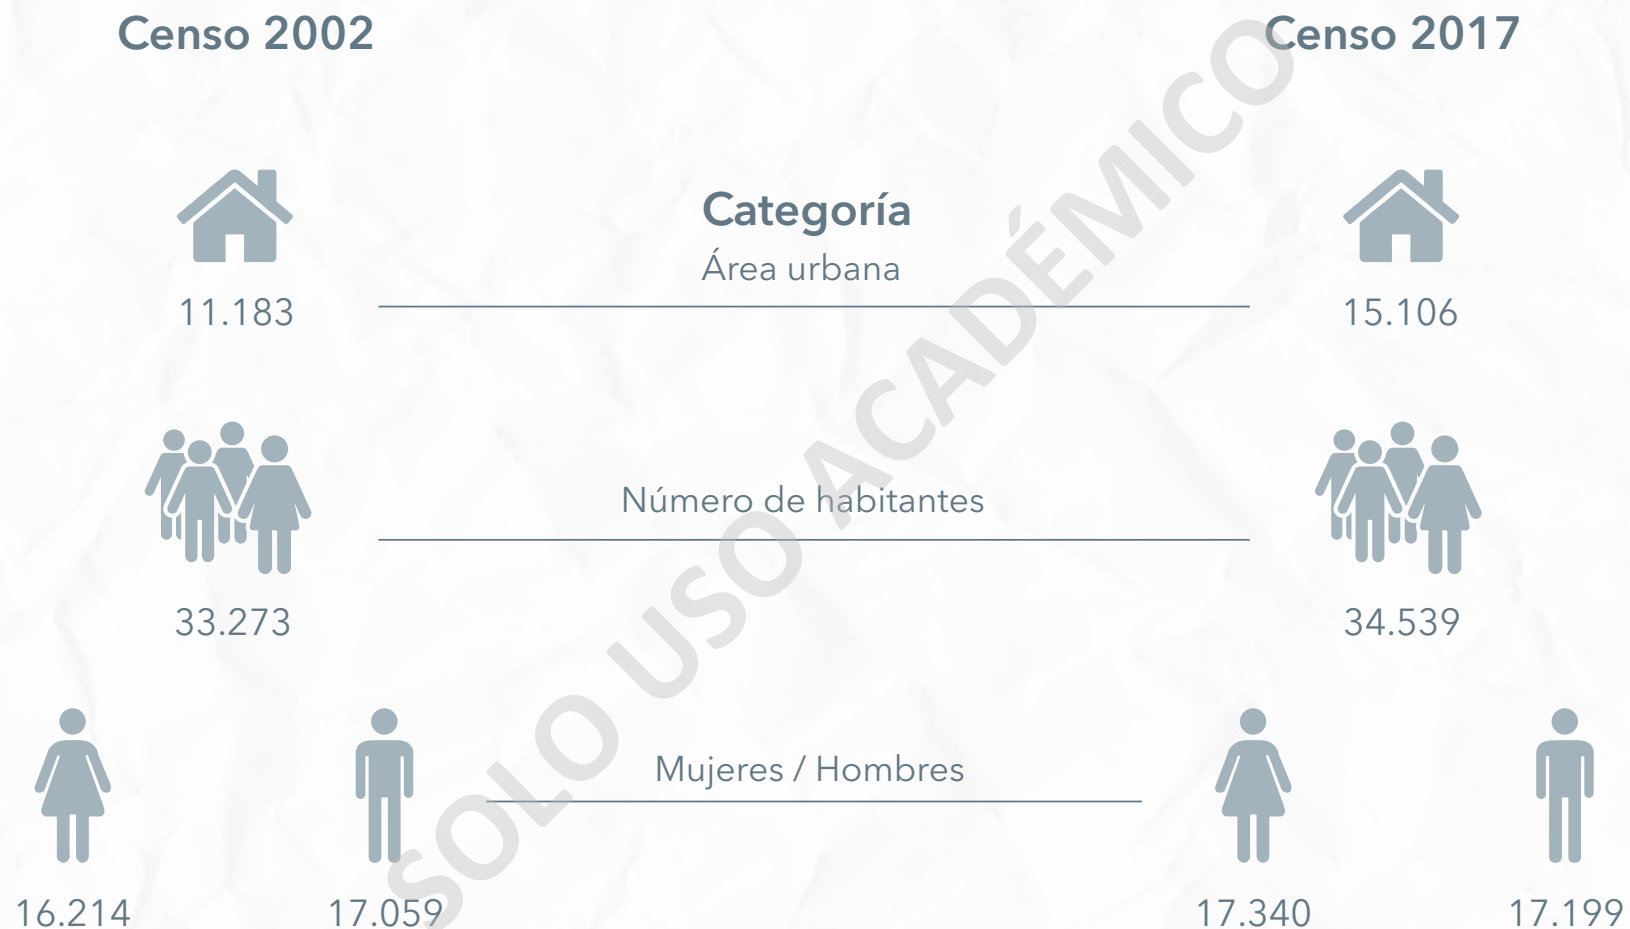 Censo 2002
Censo 2017
Categoría
Área urbana
11.183
15.106
Número de habitantes
33.273
34.539
Mujeres / Hombres
16.214
17.059
17.340
17.199
SOLO USO ACADÉMICO